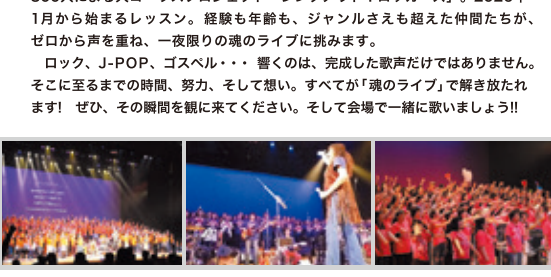 1月から始まるレッスン。経験も年齢も、ジャンルさえも超えた仲間たちが、
ゼロから声を重ね、一夜限りの魂のライブに挑みます。
ロック、J-POP、ゴスペル・・・ 響くのは、完成した歌声だけではありません。
そこに至るまでの時間、努力、そして想い。すべてが「魂のライブ」で解き放たれ
ます!　ぜひ、その瞬間を観に来てください。そして会場で一緒に歌いましょう!!